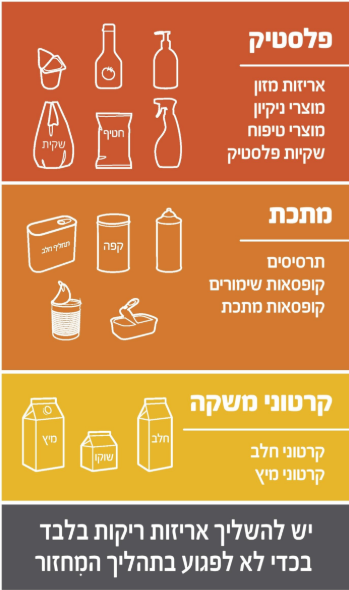 פלסטיק
אריזות מזון
מוצרי ניקיון
מוצרי טיפוח
שקיות פלסטיק
חטיף
שקית
מתכת
תרסיסים
קופסאות שימורים
קופסאות מתכת
קפה
תחליף חלב
קרטוני משקה
קרטוני חלב
קרטוני מיץ
חלב
שוקו
מיץ
יש להשליך אריזות ריקות בלבד
בכדי לא לפגוע בתהליך המִחזור